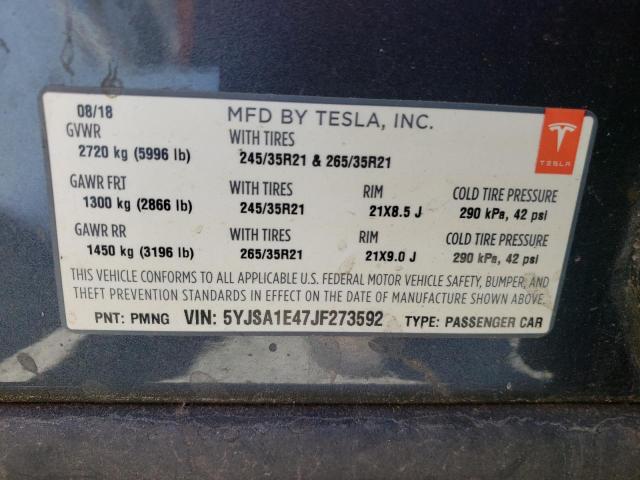 08/18 MFD BY TESLA, INC.
GVWR WITH TIRES
2720 kg (5996 lb) 245/35R21 & 265/35R21
TESLA
GAWR FRT WITH TIRES RIM COLD TIRE PRESSURE
1300 kg (2866 lb) 245/35R21 21X8.5 J 290 kPa, 42 psi
GAWR RR WITH TIRES RIM COLD TIRE PRESSURE
1450 kg (3196 lb) 265/35R21 21X9.0 J 290 kPa, 42 psi
THIS VEHICLE CONFORMS TO ALL APPLICABLE U.S. FEDERAL MOTOR VEHICLE SAFETY, BUMPER, AND
THEFT PREVENTION STANDARDS IN EFFECT ON THE DATE OF MANUFACTURE SHOWN ABOVE.
PNT: PMNG VIN: 5YJSA1E47JF273592 TYPE: PASSENGER CAR